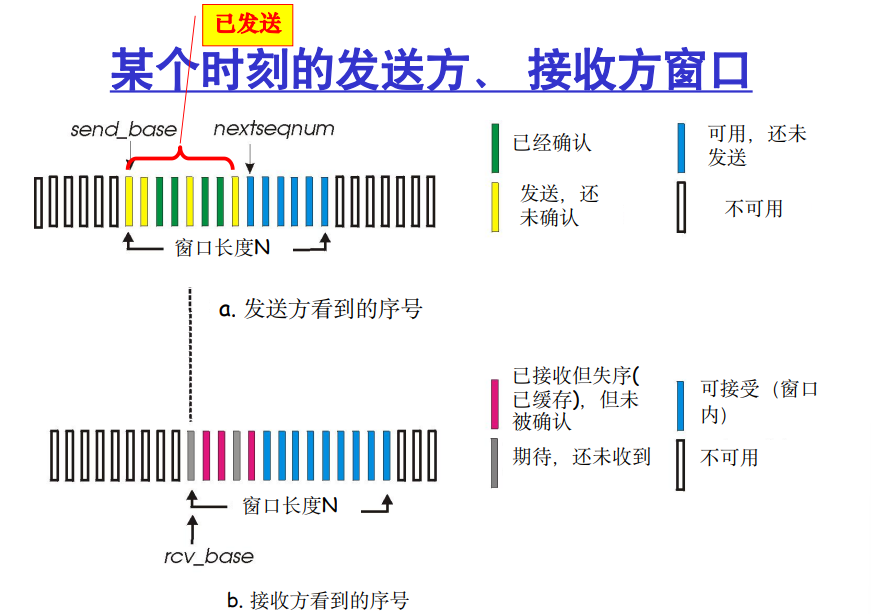 已发送
某个时刻的发送方、 接收方窗口
send_base
nextseqnum
窗口长度N
已经确认
可用，还未
发送
发送，还
未确认
不可用
a. 发送方看到的序号
已接收但失序(
已缓存)，但未
被确认
可接受（窗口
内）
期待，还未收到
不可用
窗口长度N
rcv_base
b. 接收方看到的序号